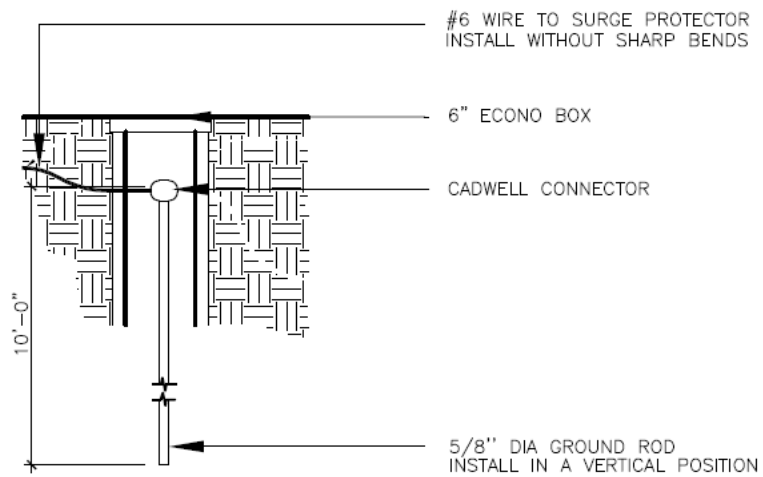 #6 WIRE TO SURGE PROTECTOR
INSTALL WITHOUT SHARP BENDS
6" ECONO BOX
CADWELL CONNECTOR
10'-0"
5/8" DIA GROUND ROD
INSTALL IN A VERTICAL POSITION